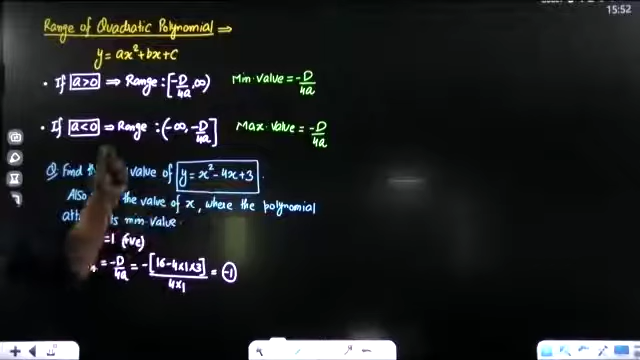 15:52
Range of Quadratic Polynomial ⇒
y = ax² + bx + c
• If a>0 ⇒ Range : [-D/4a, ∞) Min. value = -D/4a
• If a<0 ⇒ Range : (-∞, -D/4a] Max. value = -D/4a
Q. Find value of y = x² - 4x + 3.
Also the value of x, where the polynomial
its min. value.
=1 (+ve)
= -D/4a = -[16-4×1×3]/4×1 = -1